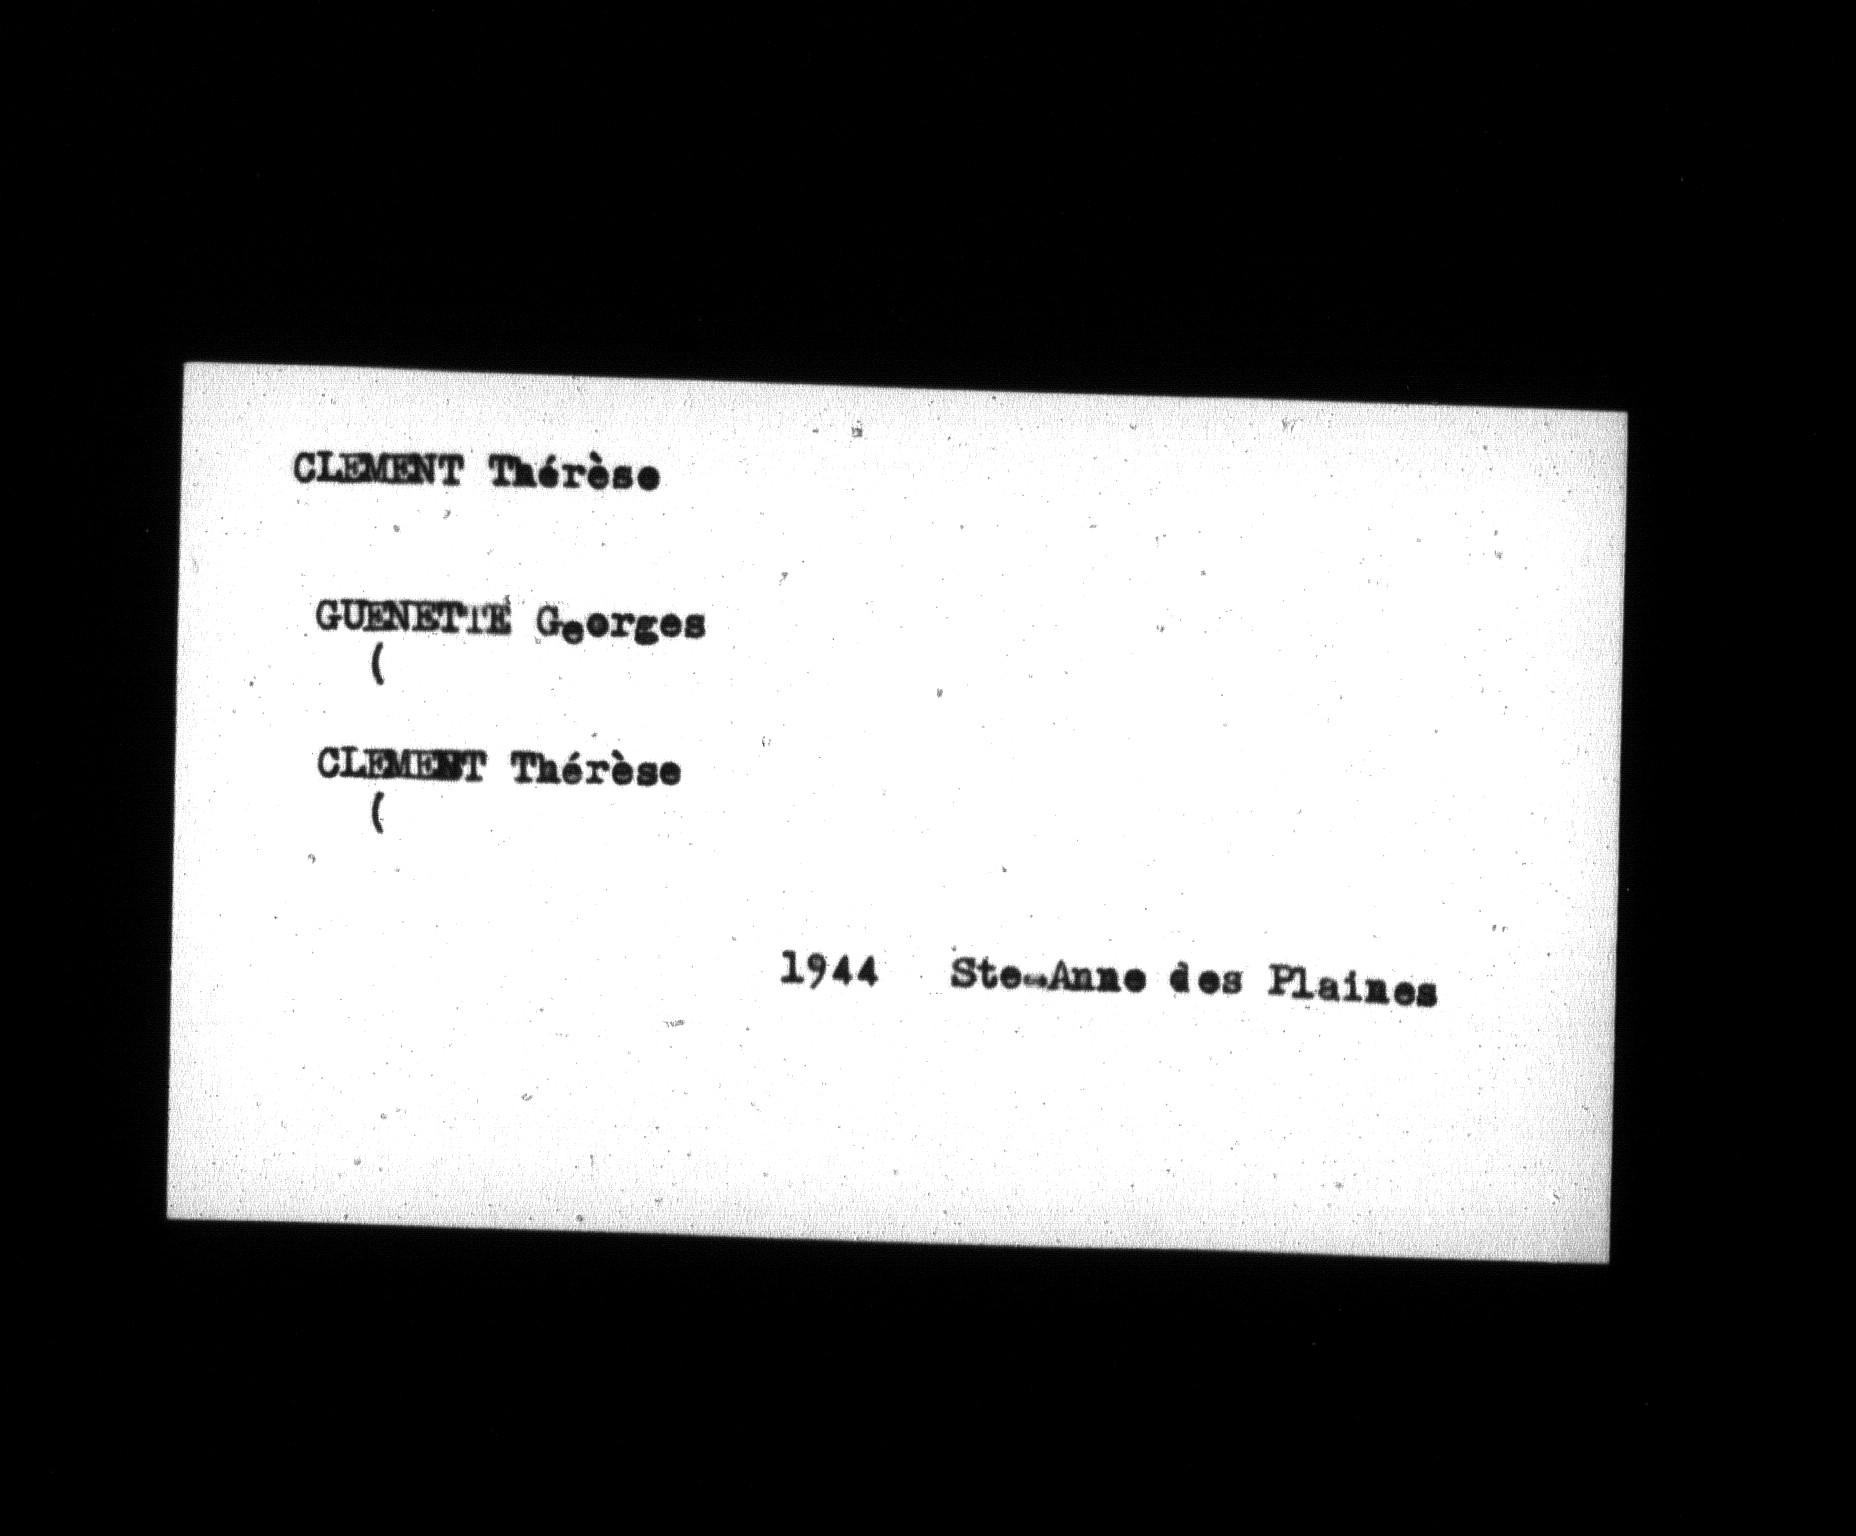 CLEMENT Thérèse
GUENETTE Georges
(
CLEMENT Thérèse
(
1944 Ste-Anne des Plaines